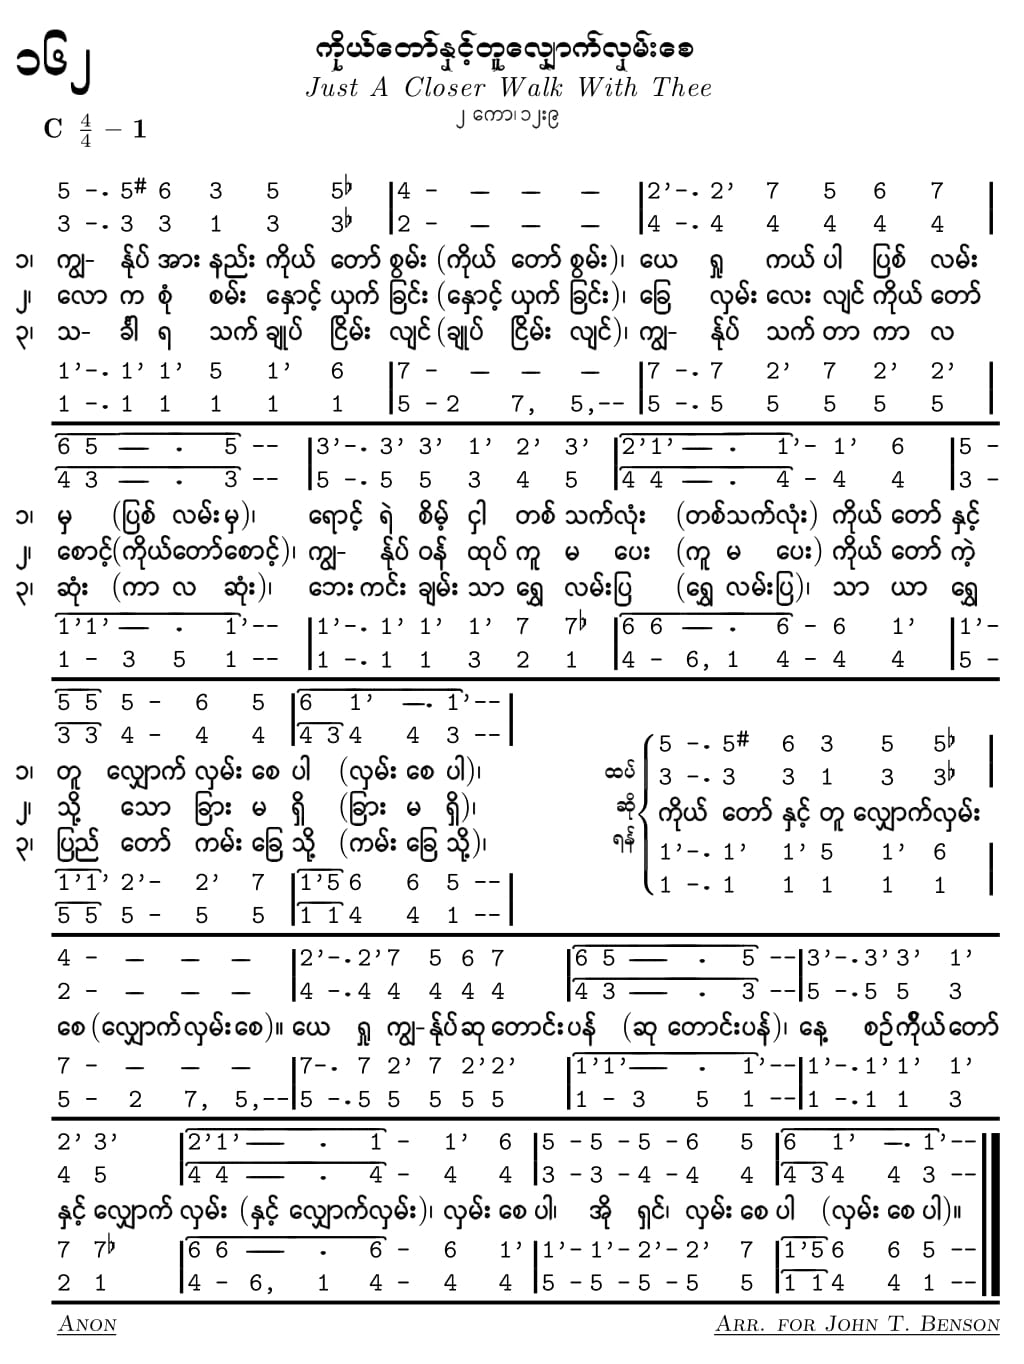 ၁၆၂
ကိုယ်တော်နှင့်တူလျှောက်လှမ်းစေ
Just A Closer Walk With Thee
၂ ကော၊ ၁၂း၉
C 4/4 – 1
5 -. 5# 6 3 5 5♭ |4 - — — — |2’-. 2’ 7 5 6 7 |
3 -. 3 3 1 3 3♭ |2 - — — — |4 -. 4 4 4 4 4 |
၁၊ ကျွ- န်ုပ် အား နည်း ကိုယ် တော် စွမ်း (ကိုယ် တော် စွမ်း)၊ ယေ ရှု ကယ် ပါ ပြစ် လမ်း
၂၊ လော က စုံ စမ်း နှောင့် ယှက် ခြင်း (နှောင့် ယှက် ခြင်း)၊ ခြေ လှမ်း လေး လျင် ကိုယ် တော်
၃၊ သ- င်္ခါ ရ သက် ချုပ် ငြိမ်း လျင် (ချုပ် ငြိမ်း လျင်)၊ ကျွ- န်ုပ် သက် တာ ကာ လ
1’-. 1’ 1’ 5 1’ 6 |7 - — — — |7 -. 7 2’ 7 2’ 2’ |
1 -. 1 1 1 1 1 |5 - 2 7, 5,-- |5 -. 5 5 5 5 5 |
6 5 — . 5 -- |3’-. 3’ 3’ 1’ 2’ 3’ |2’1’— . 1’- 1’ 6 |5 -
4 3 — . 3 -- |5 -. 5 5 3 4 5 |4 4 — . 4 - 4 4 |3 -
၁၊ မှ (ပြစ် လမ်းမှ)၊ ရောင့် ရဲ စိမ့် ငှါ တစ် သက်လုံး (တစ်သက်လုံး) ကိုယ် တော် နှင့်
၂၊ စောင့်(ကိုယ်တော်စောင့်)၊ ကျွ- န်ုပ် ဝန် ထုပ် ကူ မ ပေး (ကူ မ ပေး) ကိုယ် တော် ကဲ့
၃၊ ဆုံး (ကာ လ ဆုံး)၊ ဘေး ကင်း ချမ်း သာ ရွှေ လမ်းပြ (ရွှေ လမ်းပြ)၊ သာ ယာ ရွှေ
1’1’— . 1’-- |1’-. 1’ 1’ 1’ 7 7♭ |6 6 — . 6 - 6 1’ |1’-
1 - 3 5 1 -- |1 -. 1 1 3 2 1 |4 - 6, 1 4 - 4 4 |5 -
5 5 5 - 6 5 |6 1’ —. 1’-- |
3 3 4 - 4 4 |4 3 4 4 3 -- |
၁၊ တူ လျှောက် လှမ်း စေ ပါ (လှမ်း စေ ပါ)၊
၂၊ သို့ သော ခြား မ ရှိ (ခြား မ ရှိ)၊
၃၊ ပြည် တော် ကမ်း ခြေ သို့ (ကမ်း ခြေ သို့)၊
1’1’ 2’- 2’ 7 |1’5 6 6 5 -- |
5 5 5 - 5 5 |1 1 4 4 1 -- |
ထပ်
ဆို
ရန်
5 -. 5# 6 3 5 5♭ |
3 -. 3 3 1 3 3♭ |
ကိုယ် တော် နှင့် တူ လျှောက်လှမ်း
1’-. 1’ 1’ 5 1’ 6 |
1 -. 1 1 1 1 1 |
4 - — — — |2’-. 2’ 7 5 6 7 |6 5 — . 5 -- |3’-. 3’ 3’ 1’
2 - — — — |4 -. 4 4 4 4 4 |4 3 — . 3 -- |5 -. 5 5 3
စေ (လျှောက်လှမ်းစေ)။ ယေ ရှု ကျွ-န်ုပ်ဆု တောင်းပန် (ဆု တောင်းပန်)၊ နေ့ စဉ်ကိုယ်တော်
7 - — — — |7-. 7 2’ 7 2’2’ |1’1’— . 1’-- |1’-. 1’ 1’ 1’
5 - 2 7, 5,-- |5 -. 5 5 5 5 5 |1 - 3 5 1 -- |1 -. 1 1 3
2’ 3’ |2’1’— . 1 - 1’ 6 |5 - 5 - 5 - 6 5 |6 1’ —. 1’--
4 5 |4 4 — . 4 - 4 4 |3 - 3 - 4 - 4 4 |4 3 4 4 3 --
နှင့် လျှောက် လှမ်း (နှင့် လျှောက်လှမ်း)၊ လှမ်း စေ ပါ၊ အို ရှင်၊ လှမ်း စေ ပါ (လှမ်း စေ ပါ)။
7 7♭ |6 6 — . 6 - 6 1’ |1’- 1’- 2’- 2’ 7 |1’5 6 6 5 --
2 1 |4 - 6, 1 4 - 4 4 |5 - 5 - 5 - 5 5 |1 1 4 4 1 --
ANON
ARR. FOR JOHN T. BENSON